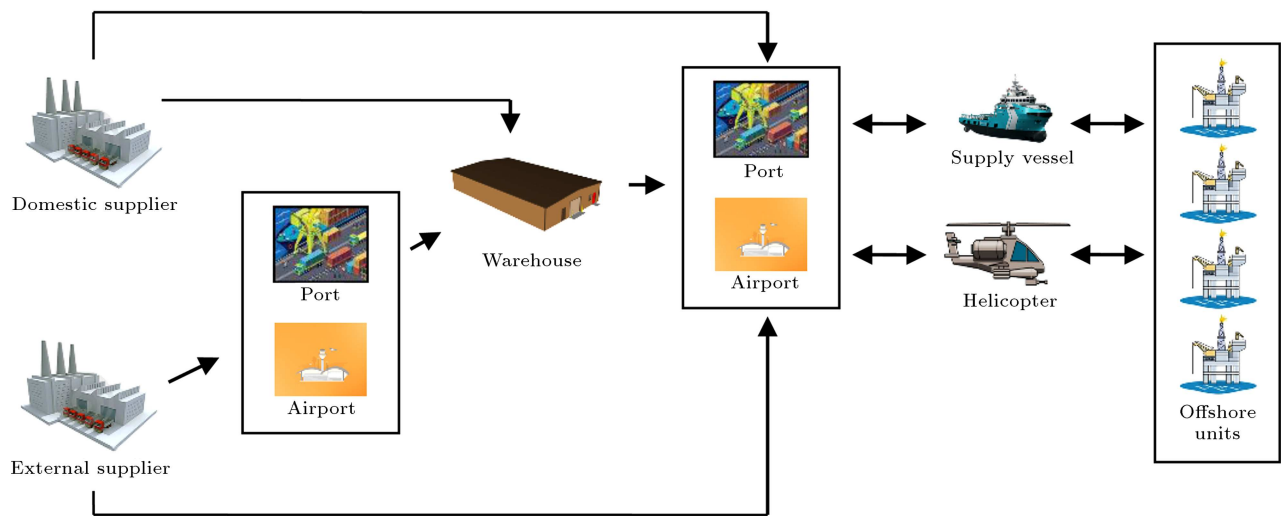 Domestic supplier
External supplier
Port
Airport
Warehouse
Port
Airport
Supply vessel
Helicopter
Offshore
units